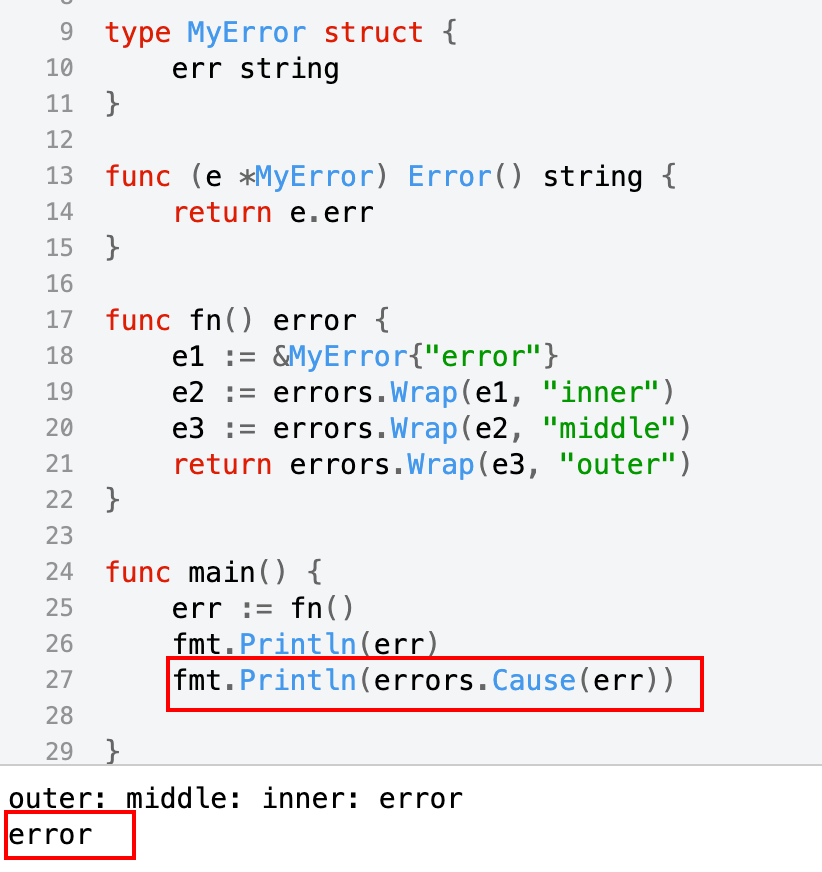 9 type MyError struct {
10 err string
11 }
12
13 func (e *MyError) Error() string {
14 return e.err
15 }
16
17 func fn() error {
18 e1 := &MyError{"error"}
19 e2 := errors.Wrap(e1, "inner")
20 e3 := errors.Wrap(e2, "middle")
21 return errors.Wrap(e3, "outer")
22 }
23
24 func main() {
25 err := fn()
26 fmt.Println(err)
27 fmt.Println(errors.Cause(err))
28
29 }
outer: middle: inner: error
error